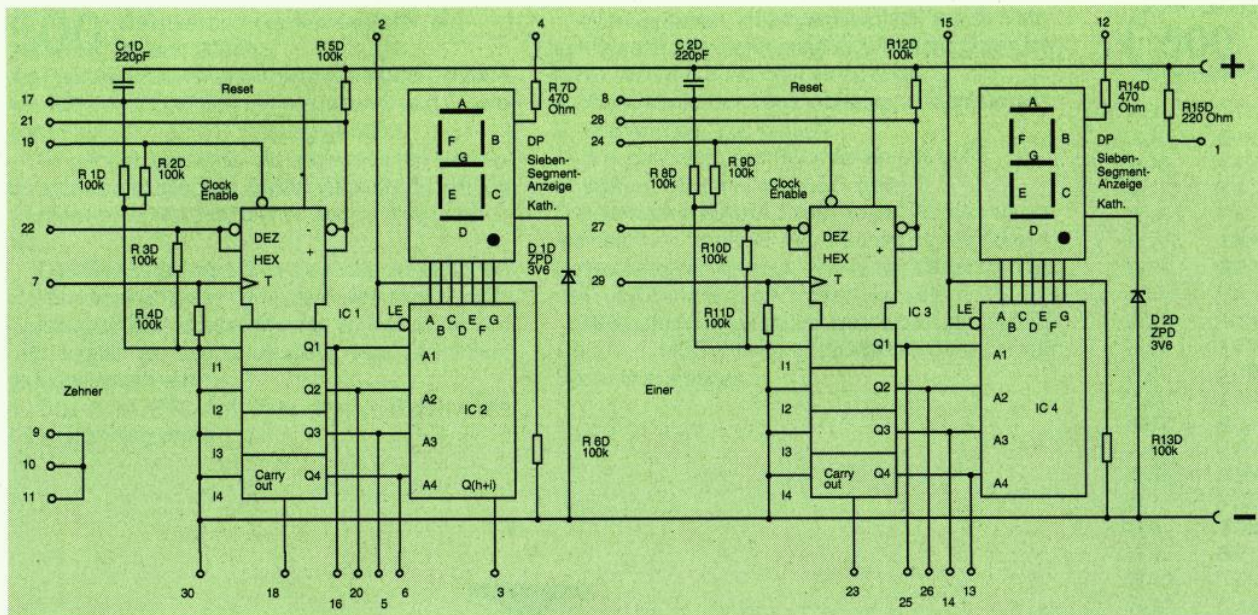 2
4
15
12
C 1D
220pF
R 5D
100k
C 2D
220pF
R12D
100k
+
17
Reset
R 7D
470
Ohm
A
F
B
G
E
C
D
DP
Sieben-
Segment-
Anzeige
Kath.
21
19
R 1D
100k
R 2D
100k
Clock
Enable
22
DEZ
HEX
-
+
R 3D
100k
7
T
R 4D
100k
IC 1
LE
A B C D E F G
D 1D
ZPD
3V6
I1
Q1
A1
Zehner
I2
Q2
A2
IC 2
I3
Q3
A3
R 6D
100k
I4
Carry
out
Q4
A4
Q(h+i)
9
10
11
30
18
16
20
5
6
3
8
Reset
R14D
470
Ohm
R15D
220 Ohm
1
A
F
B
G
E
C
D
DP
Sieben-
Segment-
Anzeige
Kath.
28
24
R 8D
100k
R 9D
100k
Clock
Enable
27
DEZ
HEX
-
+
R10D
100k
29
T
R11D
100k
IC 3
LE
A B C D E F G
D 2D
ZPD
3V6
I1
Q1
A1
Einer
I2
Q2
A2
IC 4
I3
Q3
A3
R13D
100k
I4
Carry
out
Q4
A4
23
25
26
14
13
−